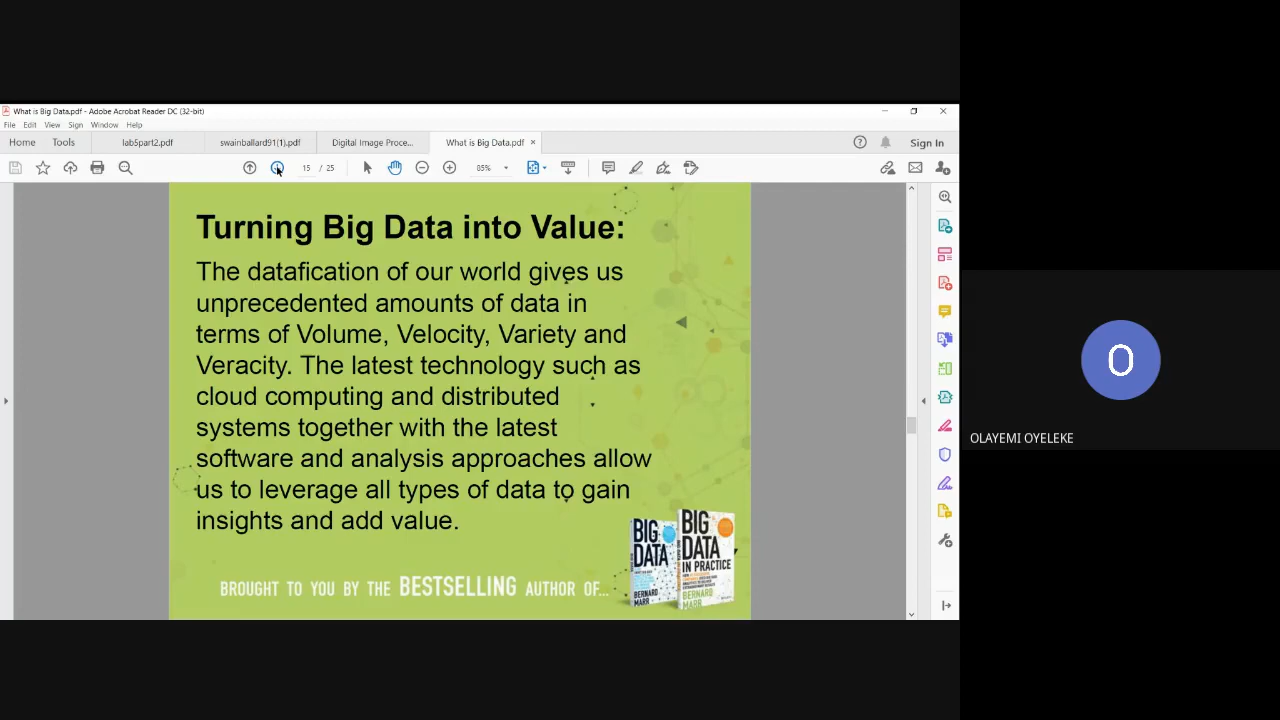 What is Big Data.pdf - Adobe Acrobat Reader DC (32-bit)
File Edit View Sign Window Help
Home Tools lab5part2.pdf swainballard91(1).pdf Digital Image Proce... What is Big Data.pdf × Sign In
15 / 25 85%
Turning Big Data into Value:
The datafication of our world gives us
unprecedented amounts of data in
terms of Volume, Velocity, Variety and
Veracity. The latest technology such as
cloud computing and distributed
systems together with the latest
software and analysis approaches allow
us to leverage all types of data to gain
insights and add value.
BROUGHT TO YOU BY THE BESTSELLING AUTHOR OF...
BIG
DATA
BERNARD
MARR
BIG
DATA
IN PRACTICE
BERNARD
MARR
O
OLAYEMI OYELEKE